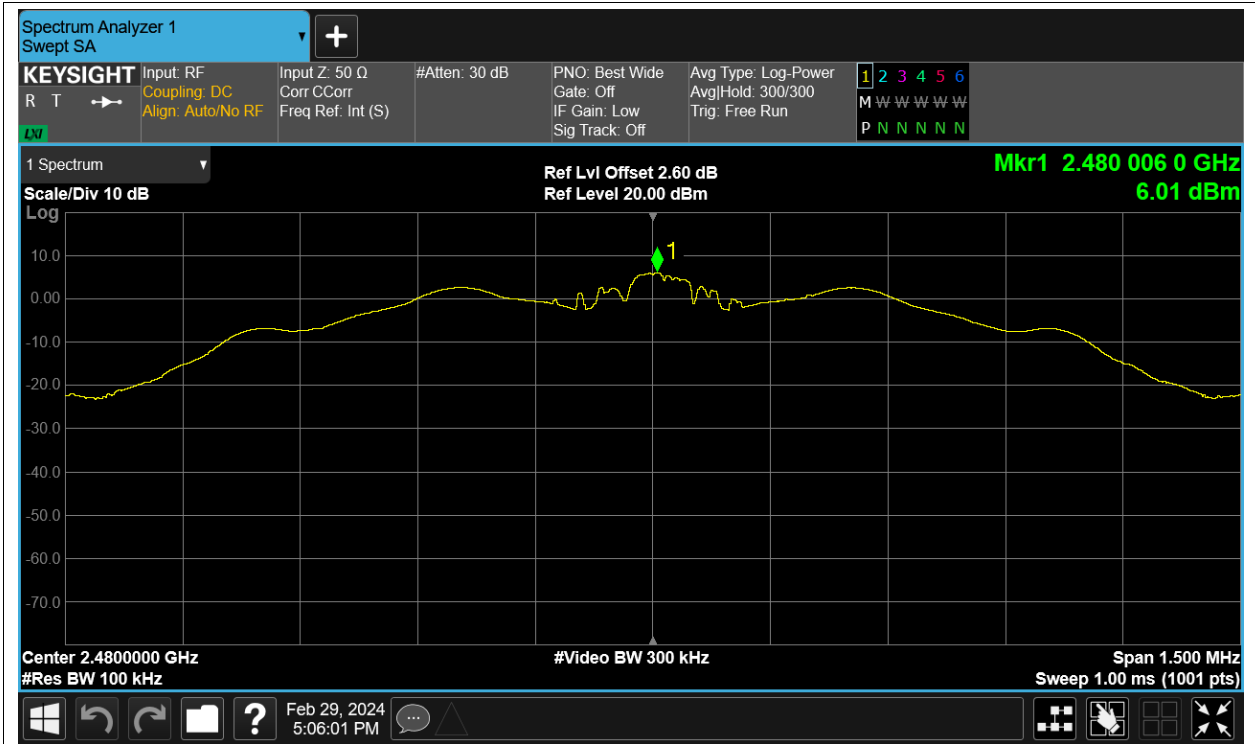 Spectrum Analyzer 1
Swept SA
KEYSIGHT
R T
LXI
Input: RF
Coupling: DC
Align: Auto/No RF
Input Z: 50 Ω
Corr CCorr
Freq Ref: Int (S)
#Atten: 30 dB
PNO: Best Wide
Gate: Off
IF Gain: Low
Sig Track: Off
Avg Type: Log-Power
Avg|Hold: 300/300
Trig: Free Run
1 2 3 4 5 6
M W W W W W
P N N N N N
1 Spectrum
Scale/Div 10 dB
Log
Ref Lvl Offset 2.60 dB
Ref Level 20.00 dBm
Mkr1 2.480 006 0 GHz
6.01 dBm
1
10.0
0.00
-10.0
-20.0
-30.0
-40.0
-50.0
-60.0
-70.0
Center 2.4800000 GHz
#Res BW 100 kHz
#Video BW 300 kHz
Span 1.500 MHz
Sweep 1.00 ms (1001 pts)
?
Feb 29, 2024
5:06:01 PM